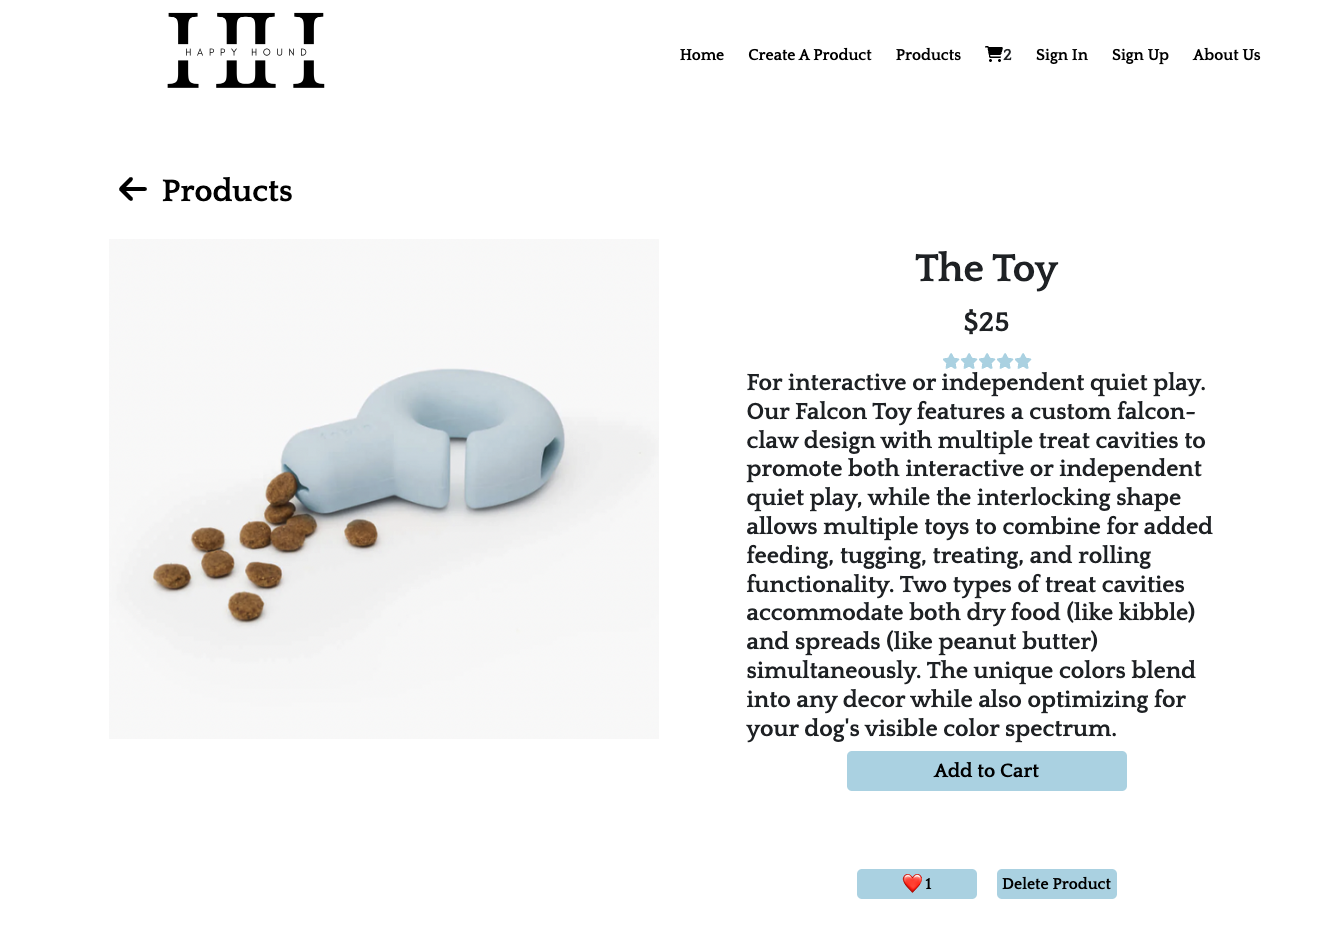 HAPPY HOUND
Home Create A Product Products 2 Sign In Sign Up About Us
Products
The Toy
$25
For interactive or independent quiet play.
Our Falcon Toy features a custom falcon-
claw design with multiple treat cavities to
promote both interactive or independent
quiet play, while the interlocking shape
allows multiple toys to combine for added
feeding, tugging, treating, and rolling
functionality. Two types of treat cavities
accommodate both dry food (like kibble)
and spreads (like peanut butter)
simultaneously. The unique colors blend
into any decor while also optimizing for
your dog's visible color spectrum.
Add to Cart
❤️ 1 Delete Product